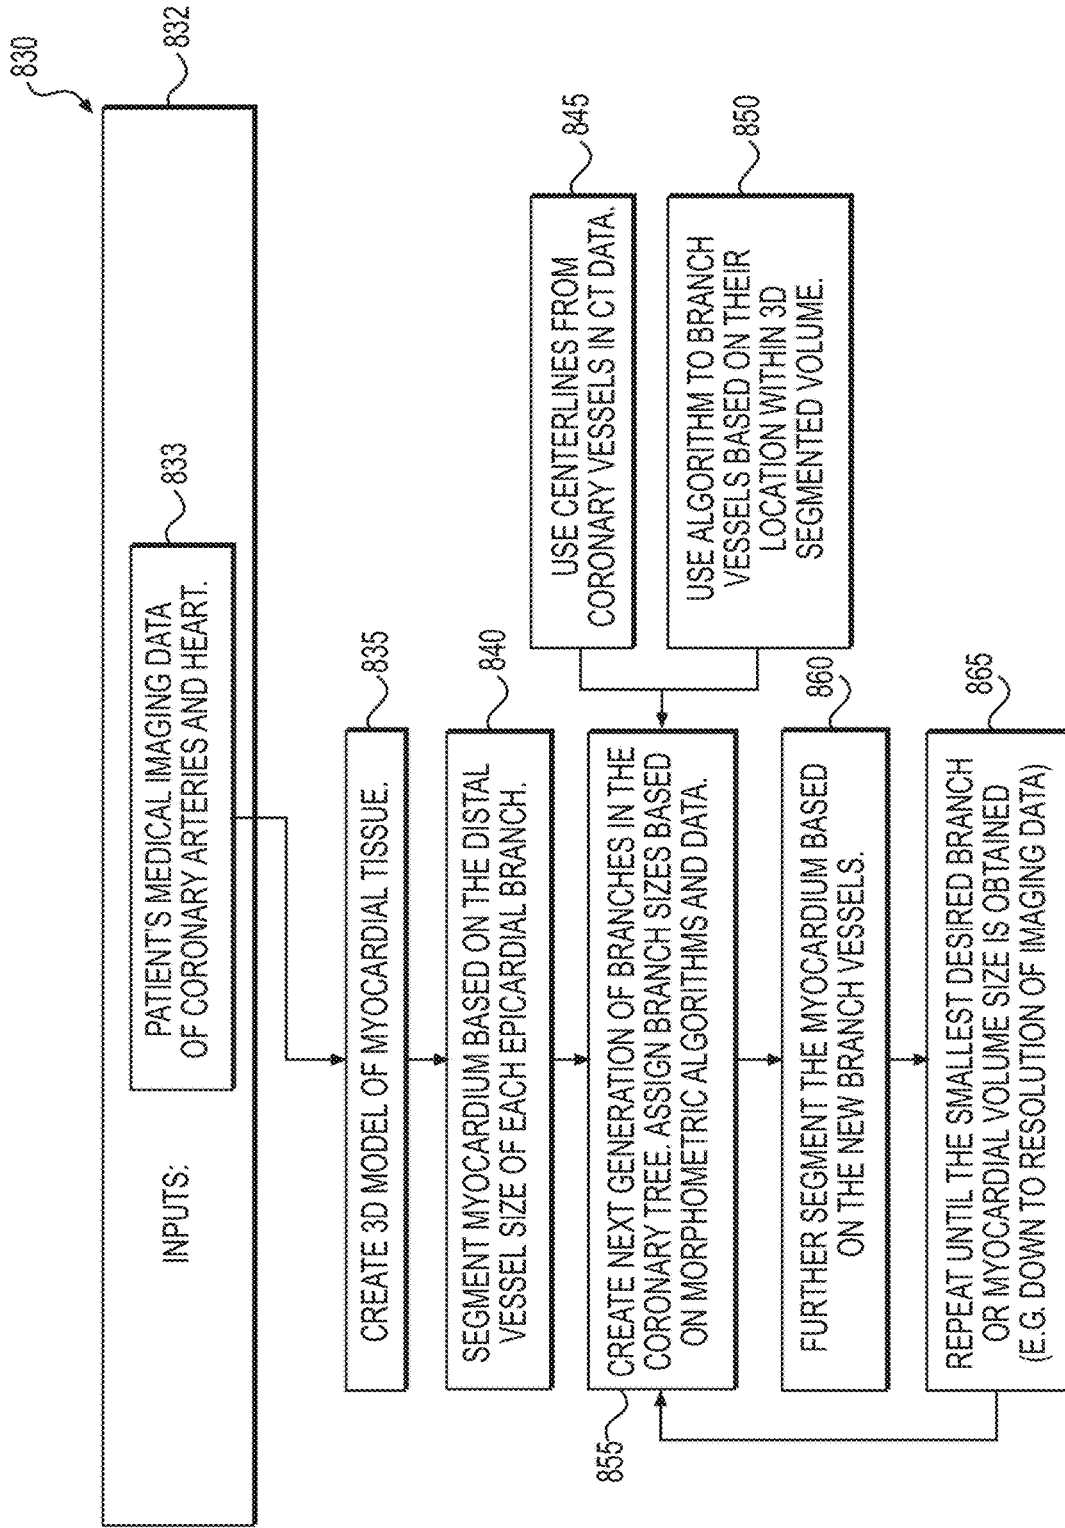 830
832
INPUTS:
833
PATIENT'S MEDICAL IMAGING DATA
OF CORONARY ARTERIES AND HEART.
835
CREATE 3D MODEL OF MYOCARDIAL TISSUE.
840
SEGMENT MYOCARDIUM BASED ON THE DISTAL
VESSEL SIZE OF EACH EPICARDIAL BRANCH.
845
USE CENTERLINES FROM
CORONARY VESSELS IN CT DATA.
850
USE ALGORITHM TO BRANCH
VESSELS BASED ON THEIR
LOCATION WITHIN 3D
SEGMENTED VOLUME.
855
CREATE NEXT GENERATION OF BRANCHES IN THE
CORONARY TREE. ASSIGN BRANCH SIZES BASED
ON MORPHOMETRIC ALGORITHMS AND DATA.
860
FURTHER SEGMENT THE MYOCARDIUM BASED
ON THE NEW BRANCH VESSELS.
865
REPEAT UNTIL THE SMALLEST DESIRED BRANCH
OR MYOCARDIAL VOLUME SIZE IS OBTAINED
(E.G. DOWN TO RESOLUTION OF IMAGING DATA)